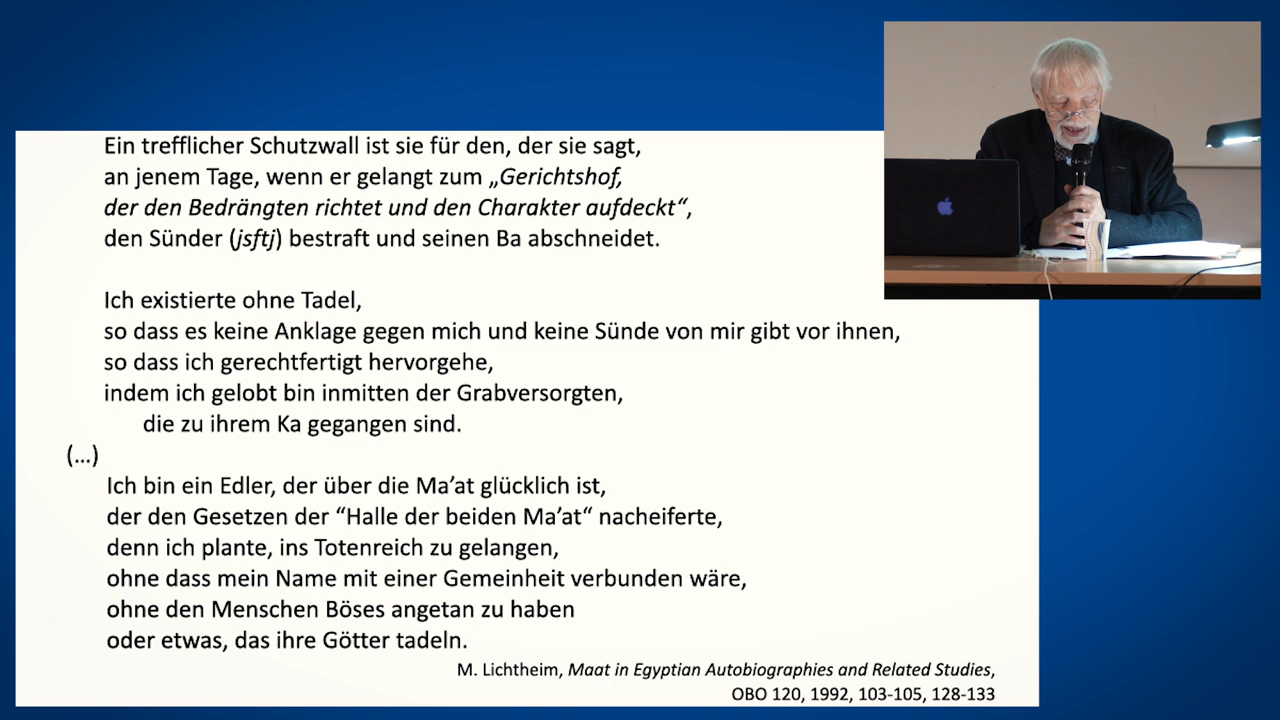 Ein trefflicher Schutzwall ist sie für den, der sie sagt,
an jenem Tage, wenn er gelangt zum „Gerichtshof,
der den Bedrängten richtet und den Charakter aufdeckt“,
den Sünder (jsftj) bestraft und seinen Ba abschneidet.
Ich existierte ohne Tadel,
so dass es keine Anklage gegen mich und keine Sünde von mir gibt vor ihnen,
so dass ich gerechtfertigt hervorgehe,
indem ich gelobt bin inmitten der Grabversorgten,
die zu ihrem Ka gegangen sind.
(...)
Ich bin ein Edler, der über die Ma’at glücklich ist,
der den Gesetzen der “Halle der beiden Ma’at“ nacheiferte,
denn ich plante, ins Totenreich zu gelangen,
ohne dass mein Name mit einer Gemeinheit verbunden wäre,
ohne den Menschen Böses angetan zu haben
oder etwas, das ihre Götter tadeln.
M. Lichtheim, Maat in Egyptian Autobiographies and Related Studies,
OBO 120, 1992, 103-105, 128-133